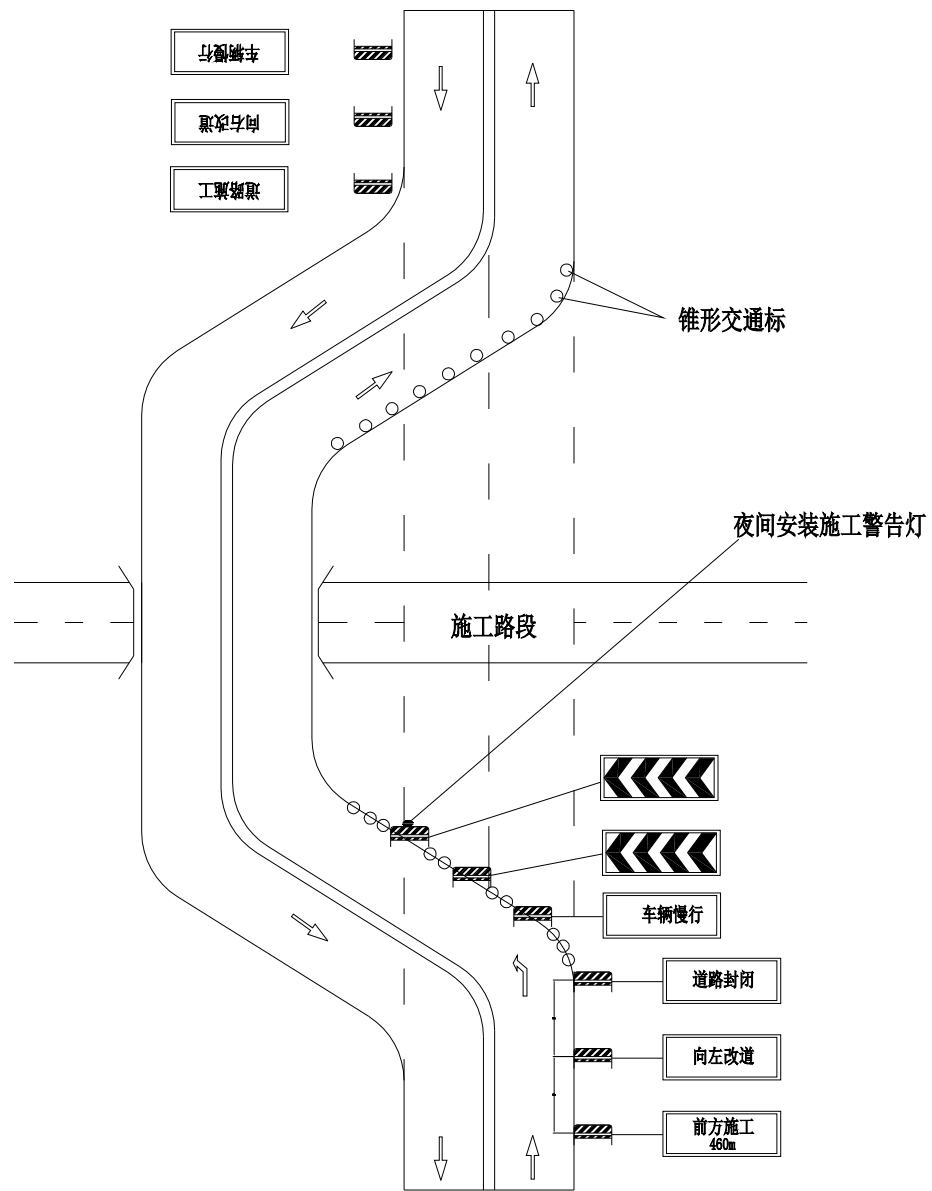 车辆慢行
向右改道
道路施工
锥形交通标
夜间安装施工警告灯
施工路段
车辆慢行
道路封闭
向左改道
前方施工
460m